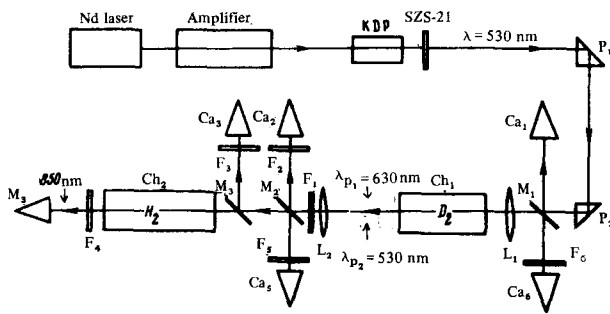 Nd laser Amplifier KDP SZS-21 λ = 530 nm P₁
Ca₃ Ca₂ Ca₁
F₃ F₂
850 nm Ch₂ M₃ M₂ F₁ λp₁ = 630 nm Ch₁ M₁
M₃ H₂ D₂ P₂
F₄ F₅ L₂ λp₂ = 530 nm L₁ F₆
Ca₅ Ca₆